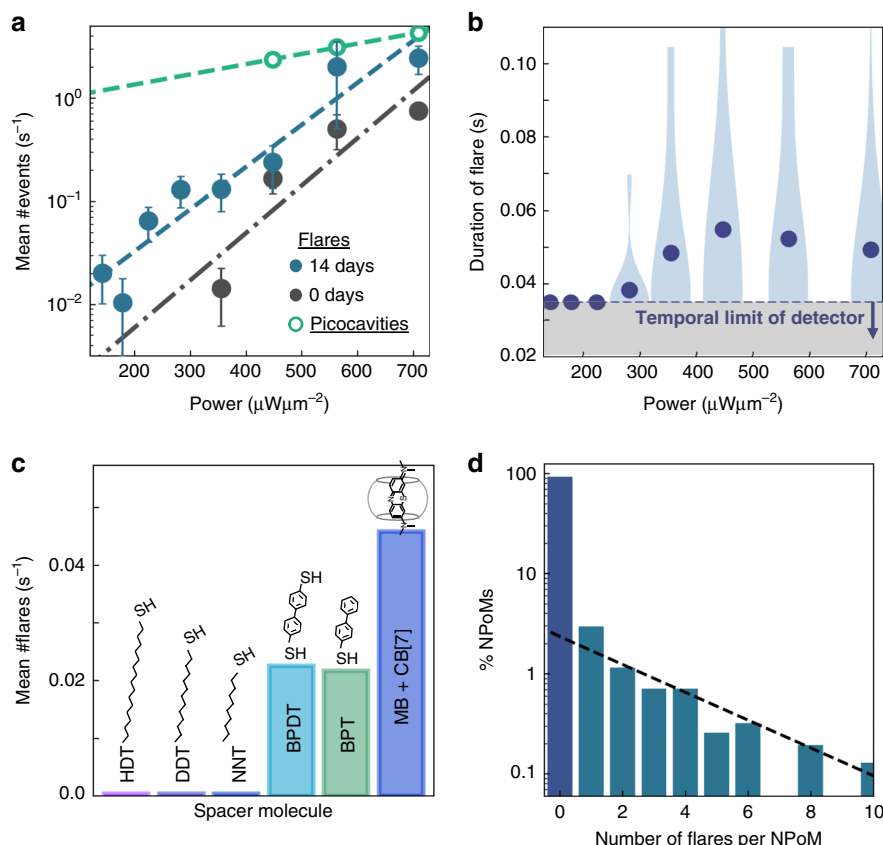 a
Mean #events (s⁻¹)
10⁰
10⁻¹
10⁻²
Flares
14 days
0 days
Picocavities
200 300 400 500 600 700
Power (μWμm⁻²)
b
Duration of flare (s)
0.10
0.08
0.06
0.04
0.02
Temporal limit of detector
200 300 400 500 600 700
Power (μWμm⁻²)
c
Mean #flares (s⁻¹)
0.04
0.02
0.0
HDT
SH
DDT
SH
NNT
SH
BPDT
SH
SH
BPT
SH
MB + CB[7]
N
N
S
N
Spacer molecule
d
% NPoMs
100
10
1
0.1
0 2 4 6 8 10
Number of flares per NPoM